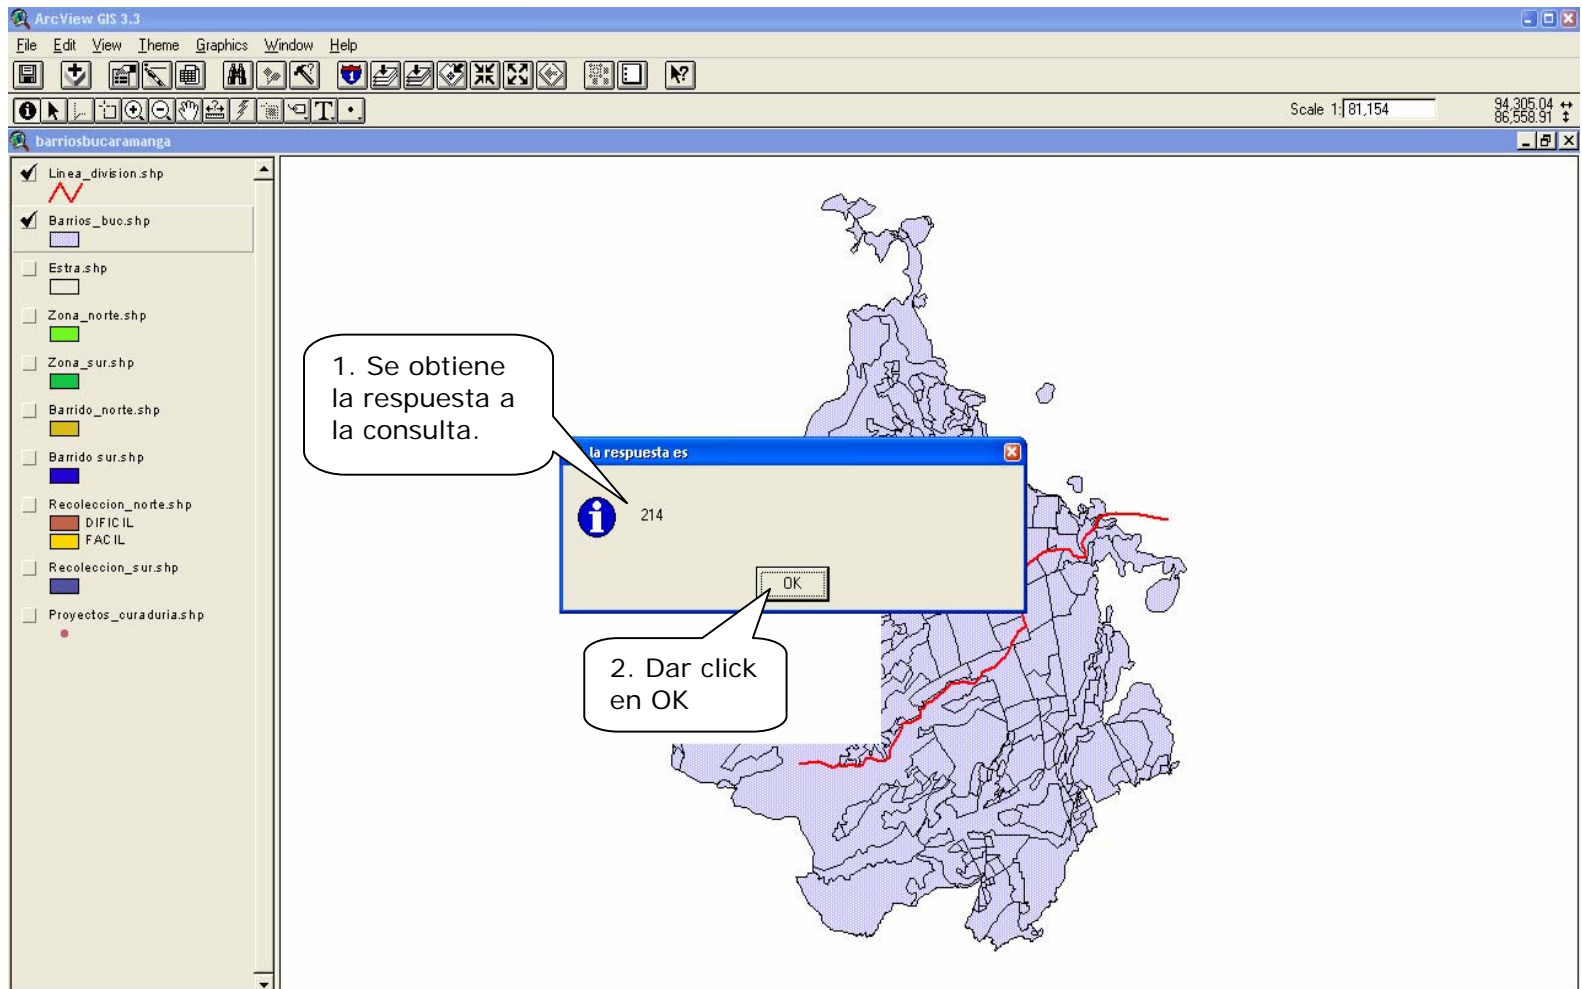 ArcView GIS 3.3
File Edit View Theme Graphics Window Help
Scale 1: 81,154
94,305.04
86,558.91
barriosbucaramanga
Linea_division.shp
Barrios_buc.shp
Estra.shp
Zona_norte.shp
Zona_sur.shp
Barrido_norte.shp
Barrido sur.shp
Recoleccion_norte.shp
DIFICIL
FACIL
Recoleccion_sur.shp
Proyectos_curaduria.shp
1. Se obtiene
la respuesta a
la consulta.
la respuesta es
214
OK
2. Dar click
en OK